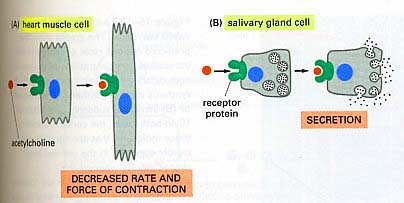 (A) heart muscle cell
acetylcholine
DECREASED RATE AND
FORCE OF CONTRACTION
(B) salivary gland cell
receptor
protein
SECRETION